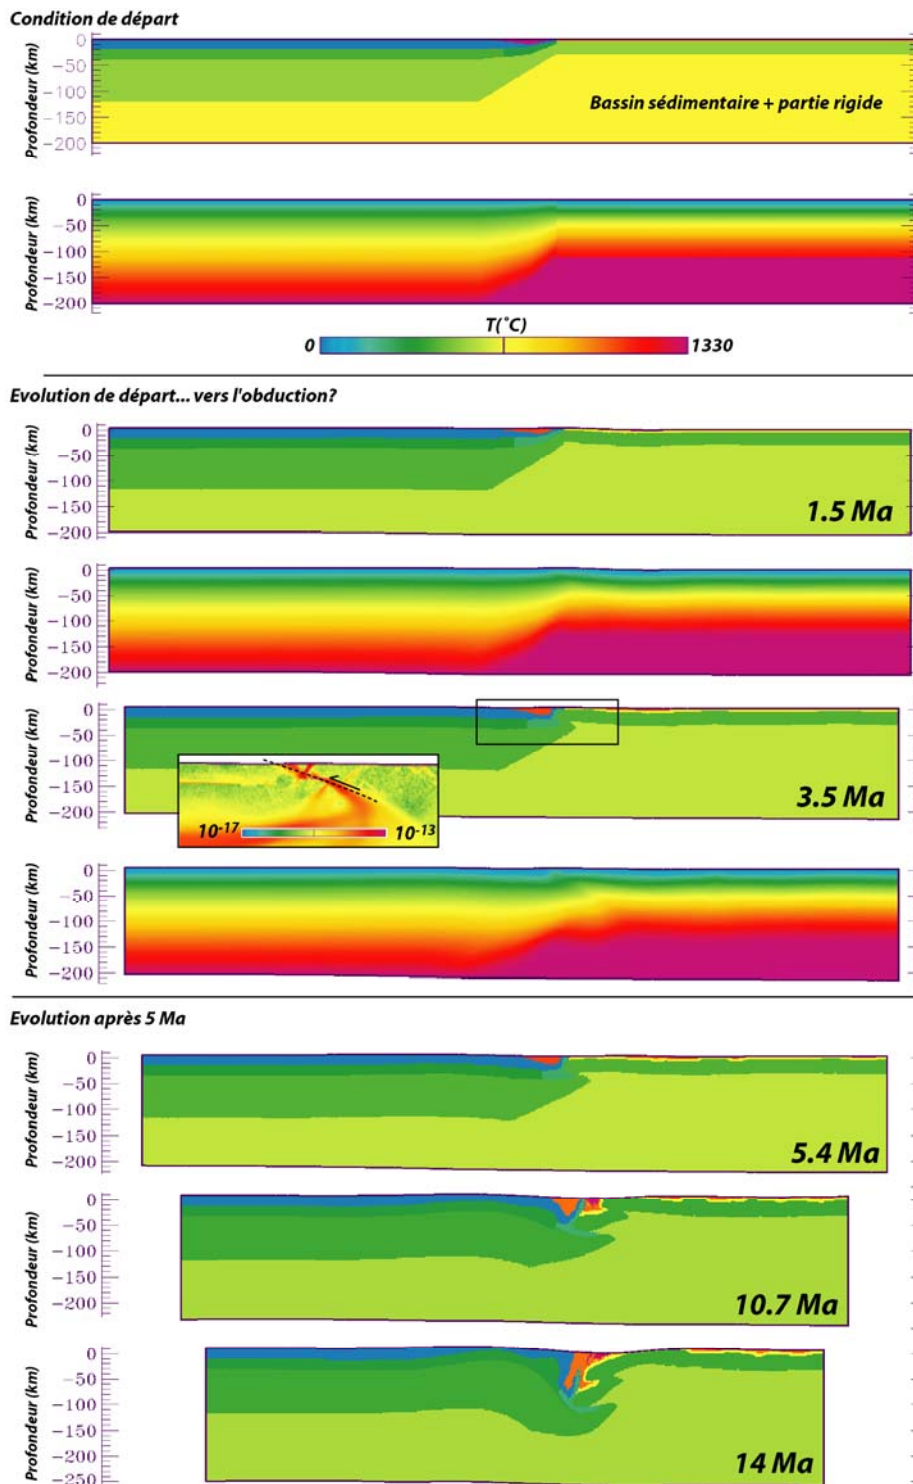 Condition de départ
Profondeur (km)
0
−50
−100
−150
−200
Bassin sédimentaire + partie rigide
Profondeur (km)
0
−50
−100
−150
−200
T(˚C)
0
1330
Evolution de départ... vers l'obduction?
Profondeur (km)
0
−50
−100
−150
−200
1.5 Ma
Profondeur (km)
0
−50
−100
−150
−200
Profondeur (km)
0
−50
−100
−150
−200
10-17
10-13
3.5 Ma
Profondeur (km)
0
−50
−100
−150
−200
Evolution après 5 Ma
Profondeur (km)
0
−50
−100
−150
−200
5.4 Ma
Profondeur (km)
0
−50
−100
−150
−200
10.7 Ma
Profondeur (km)
0
−50
−100
−150
−200
−250
14 Ma